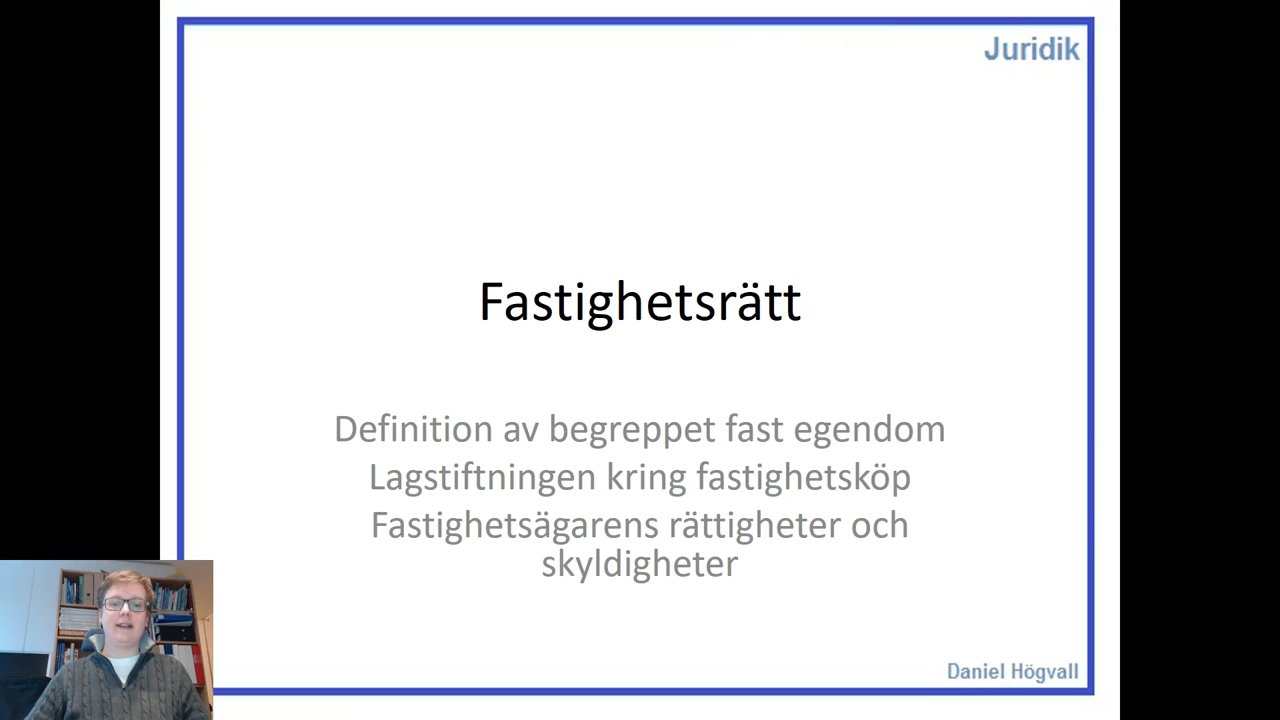 Juridik
Fastighetsrätt
Definition av begreppet fast egendom
Lagstiftningen kring fastighetsköp
Fastighetsägarens rättigheter och
skyldigheter
Daniel Högvall